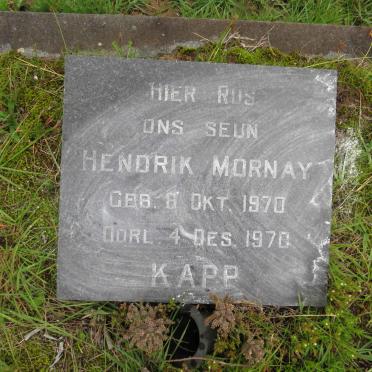 HIER RUS
ONS SEUN
HENDRIK MORNAY
GEB. 8 OKT. 1970
OORL. 4 DES. 1970
KAPP